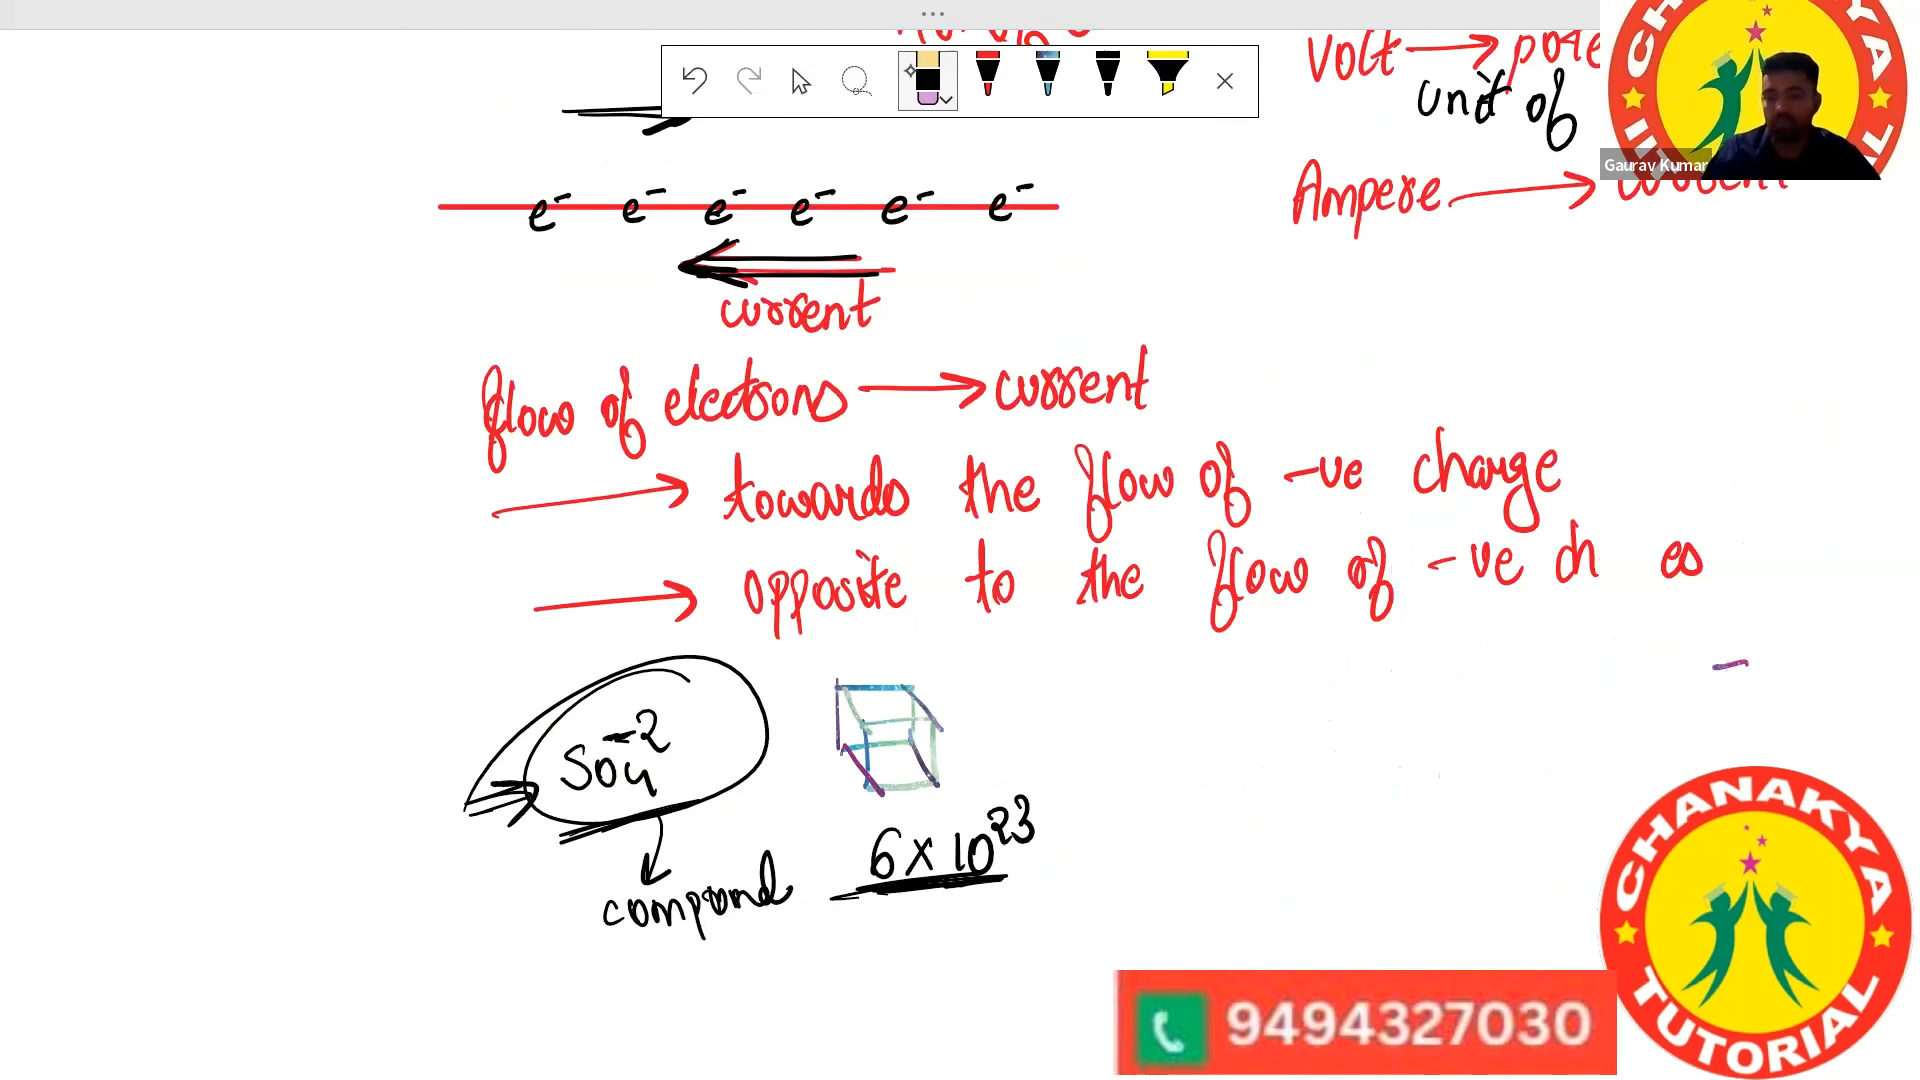 Volt → pote
unit of
Gaurav Kumar
Ampere → current
e⁻ e⁻ e⁻ e⁻ e⁻ e⁻
current
flow of electrons → current
→ towards the flow of -ve charge
→ opposite to the flow of -ve ch es
SO₄⁻²
compound
6 × 10²³
CHANAKYA
TUTORIAL
9494327030